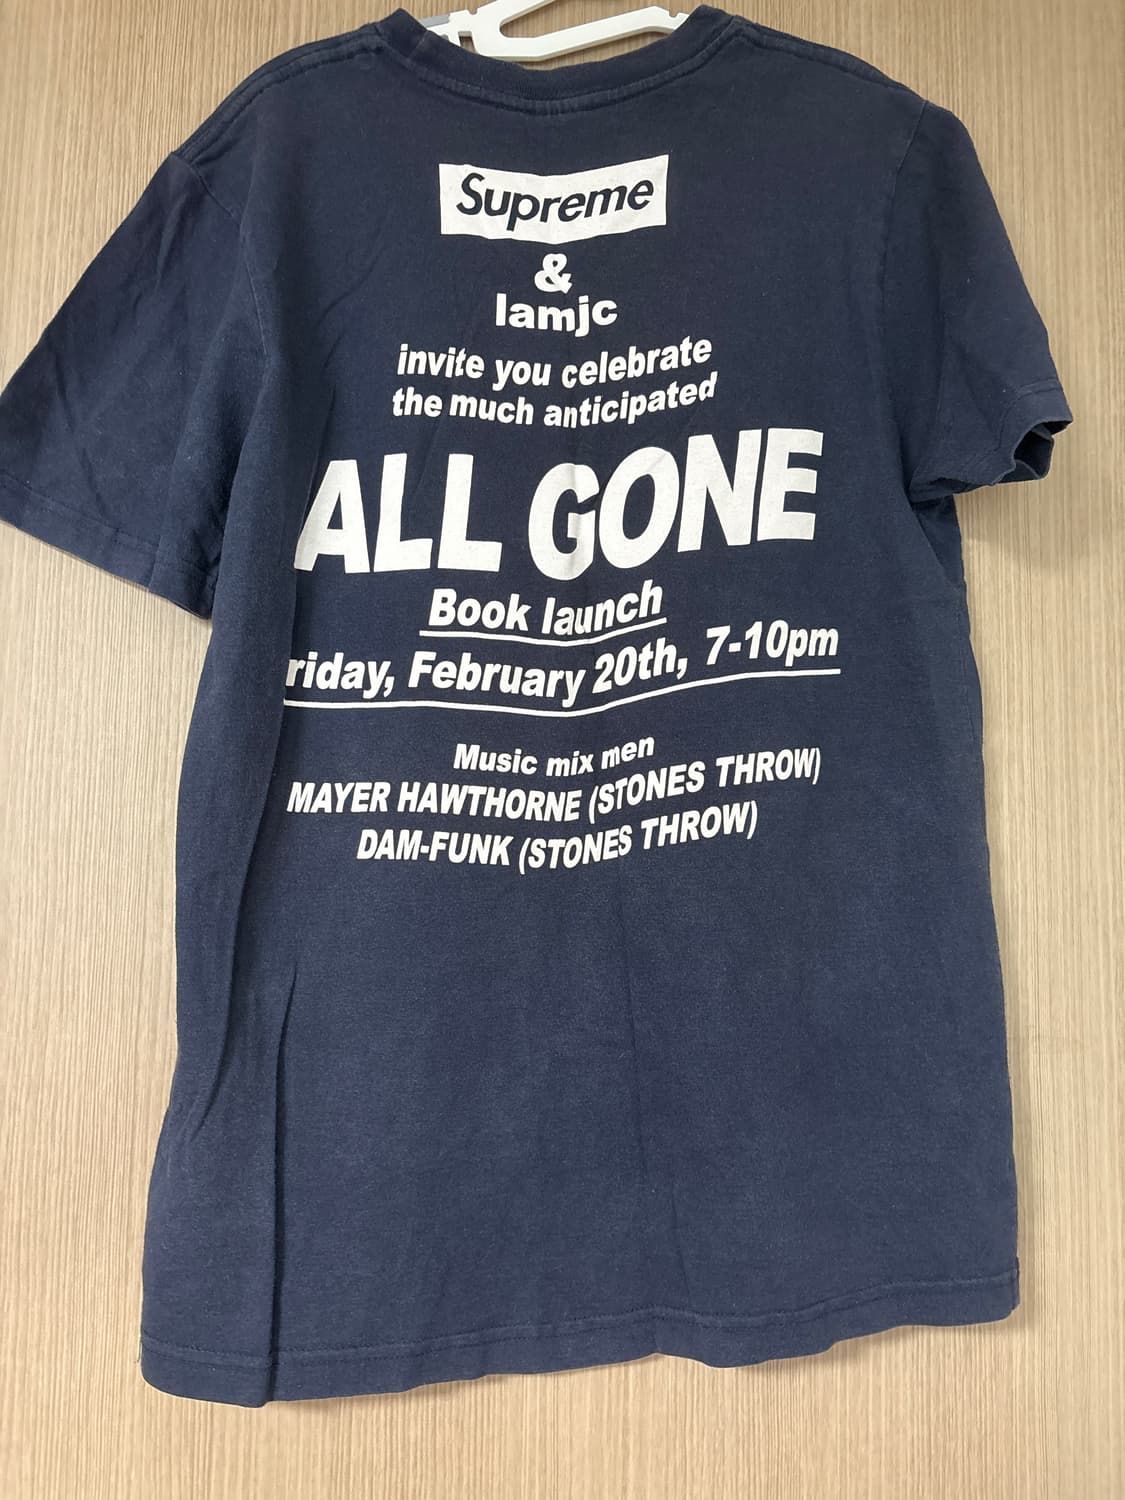 Supreme
&
Iamjc
invite you celebrate
the much anticipated
ALL GONE
Book launch
riday, February 20th, 7-10pm
Music mix men
MAYER HAWTHORNE (STONES THROW)
DAM-FUNK (STONES THROW)